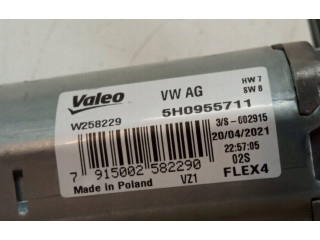 Valeo VW AG HW 7
SW 8
W258229 5H0955711
3/S-002915
20/04/2021
22:57:05
02S
7 915002 582290
Made in Poland VZ1 FLEX4